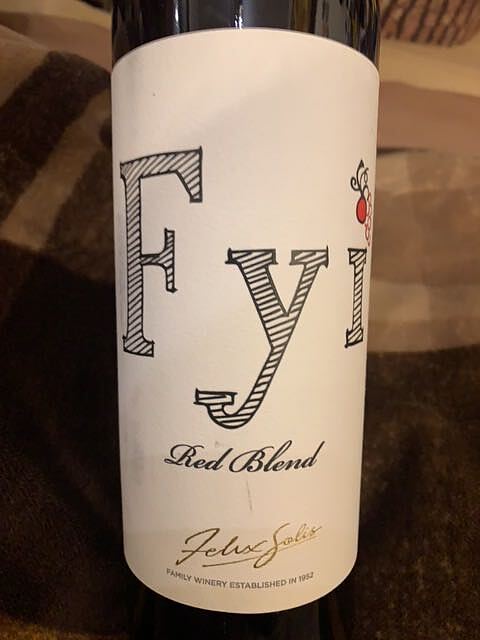 Fyi
Red Blend
Felix Solis
FAMILY WINERY ESTABLISHED IN 1952